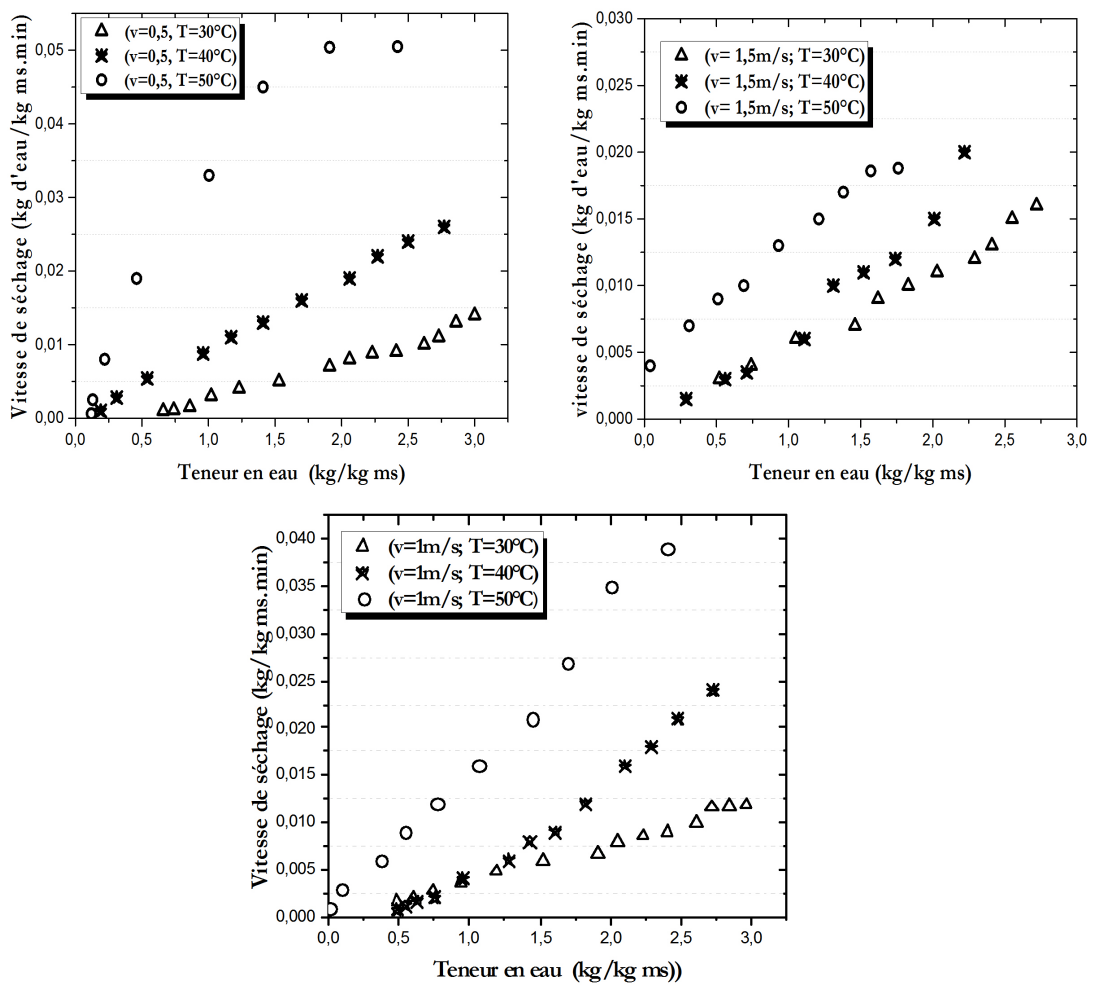 Vitesse de séchage (kg d'eau/kg ms.min)
(v=0,5, T=30°C)
(v=0,5, T=40°C)
(v=0,5, T=50°C)
0,05
0,04
0,03
0,02
0,01
0,00
0,0 0,5 1,0 1,5 2,0 2,5 3,0
Teneur en eau (kg/kg ms)
vitesse de séchage (kg d'eau/kg ms.min)
(v= 1,5m/s; T=30°C)
(v= 1,5m/s; T=40°C)
(v= 1,5m/s; T=50°C)
0,030
0,025
0,020
0,015
0,010
0,005
0,000
0,0 0,5 1,0 1,5 2,0 2,5 3,0
Teneur en eau (kg/kg ms)
Vitesse de séchage (kg/kg ms.min)
(v=1m/s; T=30°C)
(v=1m/s; T=40°C)
(v=1m/s; T=50°C)
0,040
0,035
0,030
0,025
0,020
0,015
0,010
0,005
0,000
0,0 0,5 1,0 1,5 2,0 2,5 3,0
Teneur en eau (kg/kg ms))